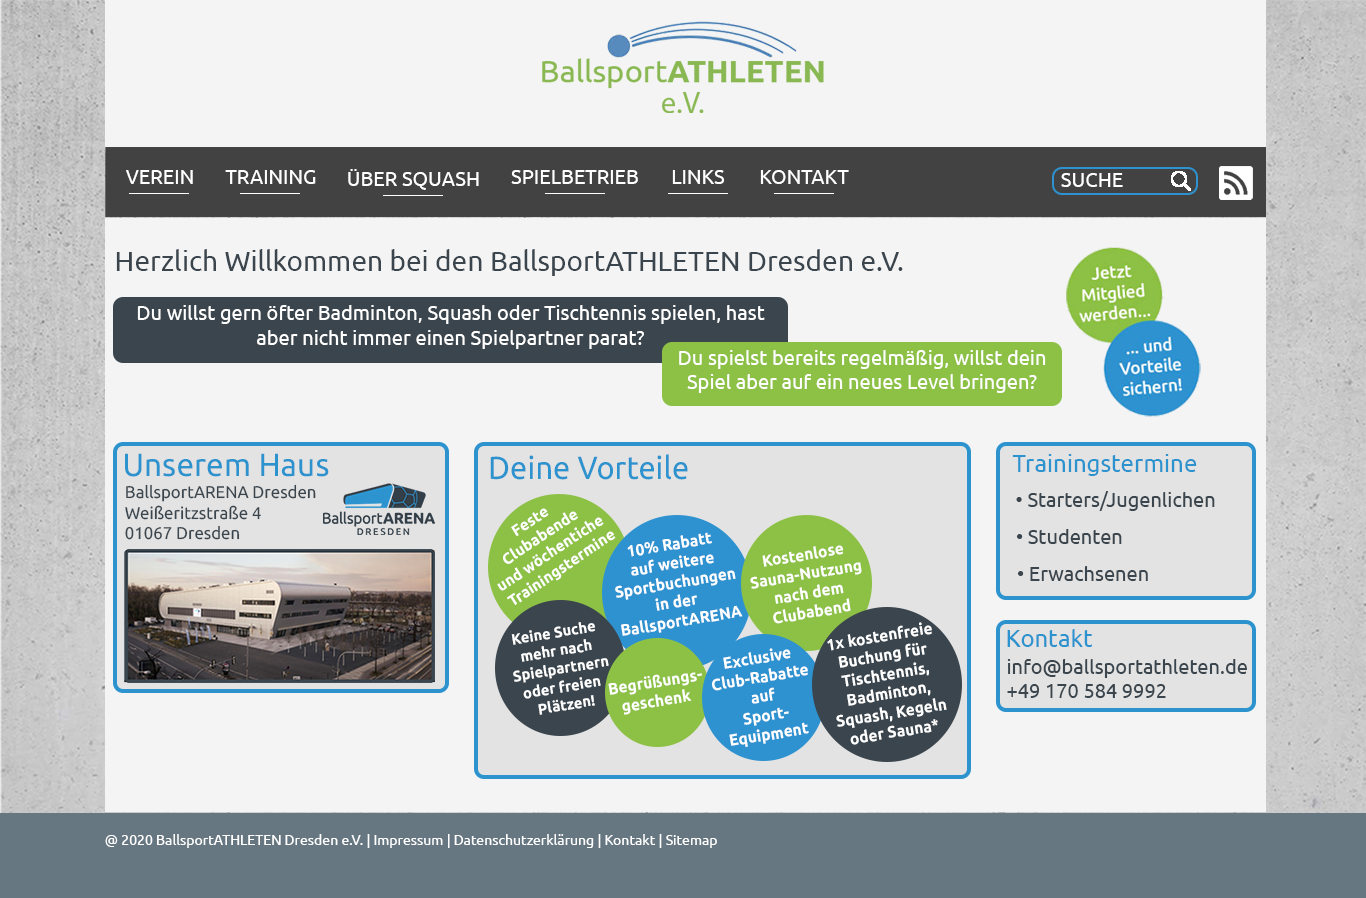 BallsportATHLETEN
e.V.
VEREIN TRAINING ÜBER SQUASH SPIELBETRIEB LINKS KONTAKT SUCHE
Herzlich Willkommen bei den BallsportATHLETEN Dresden e.V.
Du willst gern öfter Badminton, Squash oder Tischtennis spielen, hast
aber nicht immer einen Spielpartner parat?
Du spielst bereits regelmäßig, willst dein
Spiel aber auf ein neues Level bringen?
Jetzt
Mitglied
werden...
... und
Vorteile
sichern!
Unserem Haus
BallsportARENA Dresden
Weißeritzstraße 4
01067 Dresden
BallsportARENA
DRESDEN
Deine Vorteile
Feste
Clubabende
und wöchentiche
Trainingstermine
10% Rabatt
auf weitere
Sportbuchungen
in der
BallsportARENA
Kostenlose
Sauna-Nutzung
nach dem
Clubabend
Keine Suche
mehr nach
Spielpartnern
oder freien
Plätzen!
Begrüßungs-
geschenk
Exclusive
Club-Rabatte
auf
Sport-
Equipment
1x kostenfreie
Buchung für
Tischtennis,
Badminton,
Squash, Kegeln
oder Sauna*
Trainingstermine
• Starters/Jugenlichen
• Studenten
• Erwachsenen
Kontakt
info@ballsportathleten.de
+49 170 584 9992
@ 2020 BallsportATHLETEN Dresden e.V. | Impressum | Datenschutzerklärung | Kontakt | Sitemap